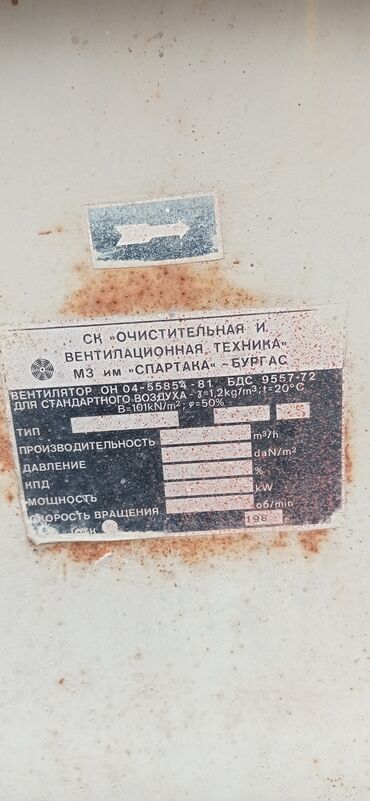 СК »ОЧИСТИТЕЛЬНАЯ И
ВЕНТИЛАЦИОННАЯ ТЕХНИКА«
МЗ им »СПАРТАКА« – БУРГАС
ВЕНТИЛЯТОР ОН 04-55854-81 БДС 9557-72
ДЛЯ СТАНДАРТНОГО ВОЗДУХА - γ=1,2kg/m³; t=20°C
B=101kN/m²; φ=50%
ТИП
ПРОИЗВОДИТЕЛЬНОСТЬ m³/h
ДАВЛЕНИЕ daN/m²
КПД %
МОЩНОСТЬ kW
СКОРОСТЬ ВРАЩЕНИЯ об/min
198